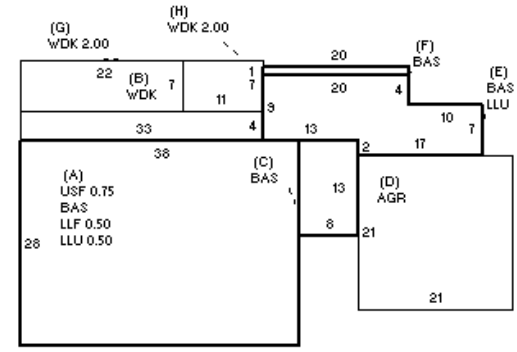 (H)
WDK 2.00
(G)
WDK 2.00
20
(F)
BAS
22
(B)
WDK
7
1
7
20
4
(E)
BAS
LLU
11
9
10
7
33
4
13
38
2
17
(A)
USF 0.75
BAS
LLF 0.50
LLU 0.50
(C)
BAS
13
(D)
AGR
8
21
28
21